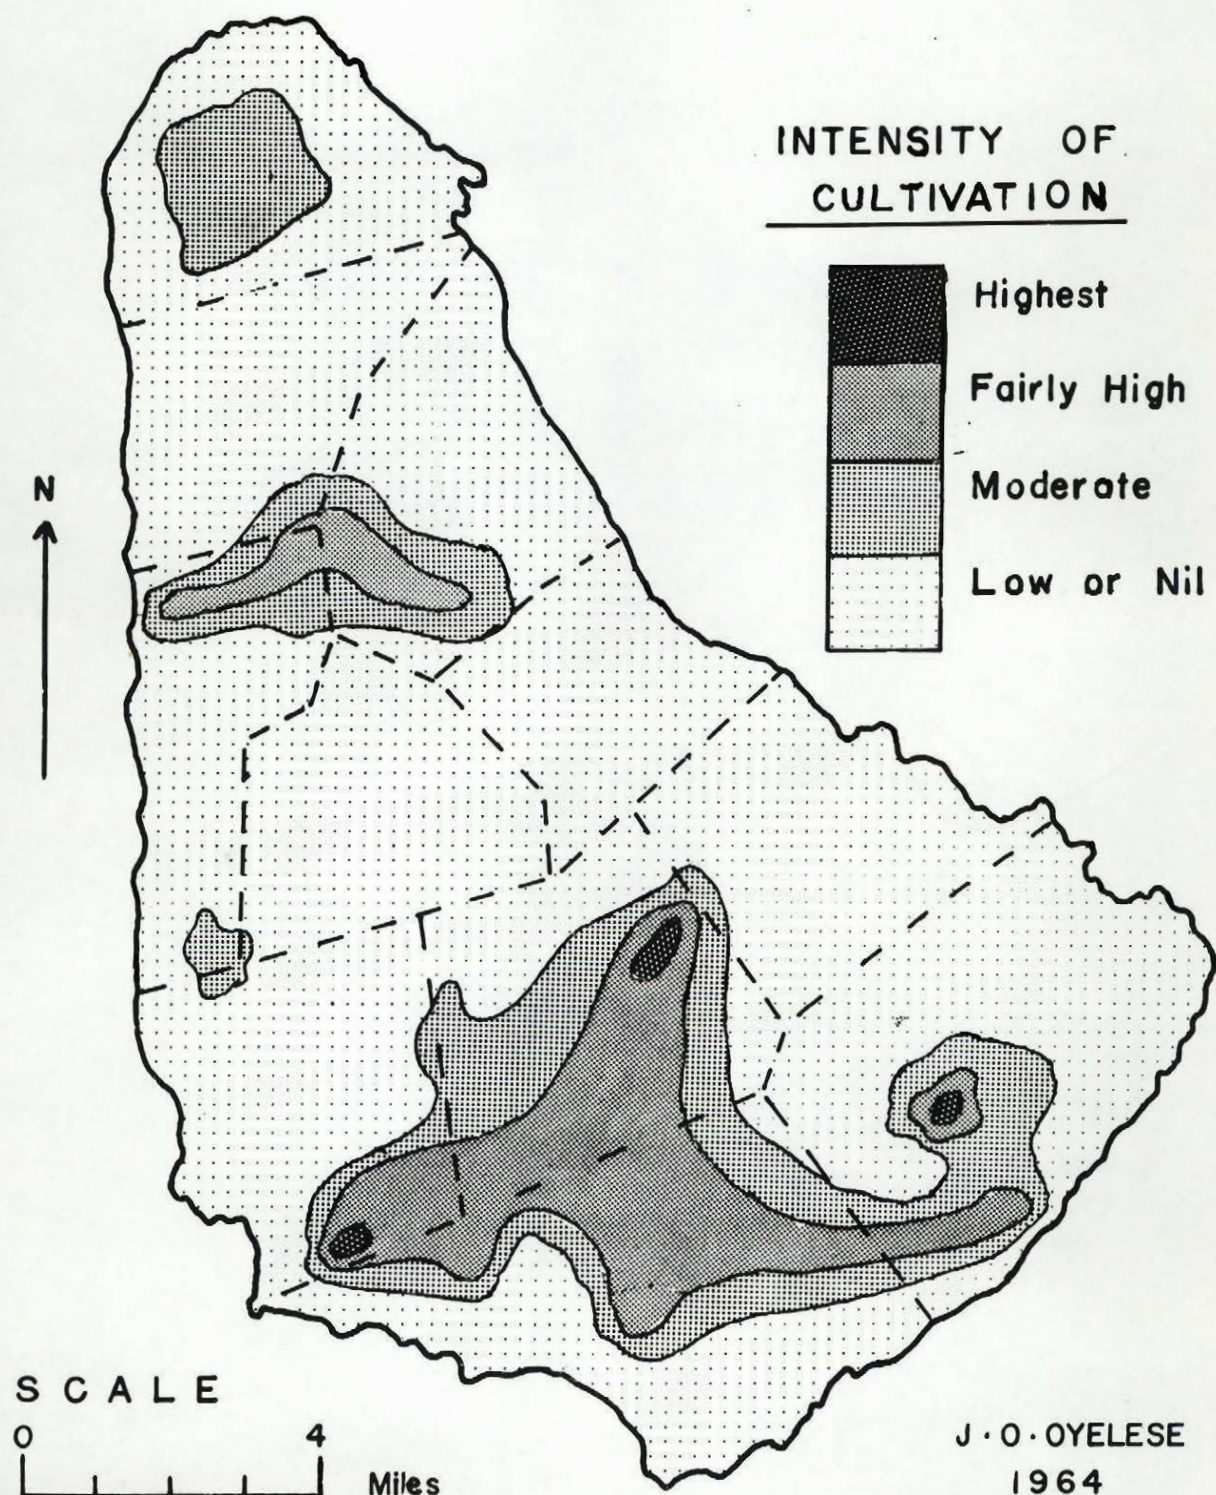 INTENSITY OF
CULTIVATION
Highest
Fairly High
Moderate
Low or Nil
N
SCALE
0 4
Miles
J.O.OYELESE
1964